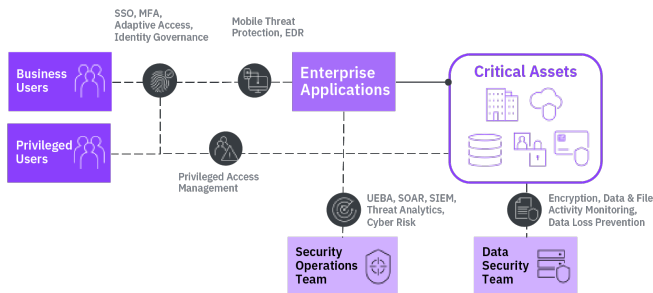 SSO, MFA,
Adaptive Access,
Identity Governance
Mobile Threat
Protection, EDR
Business
Users
Enterprise
Applications
Critical Assets
Privileged
Users
Privileged Access
Management
UEBA, SOAR, SIEM,
Threat Analytics,
Cyber Risk
Encryption, Data & File
Activity Monitoring,
Data Loss Prevention
Security
Operations
Team
Data
Security
Team